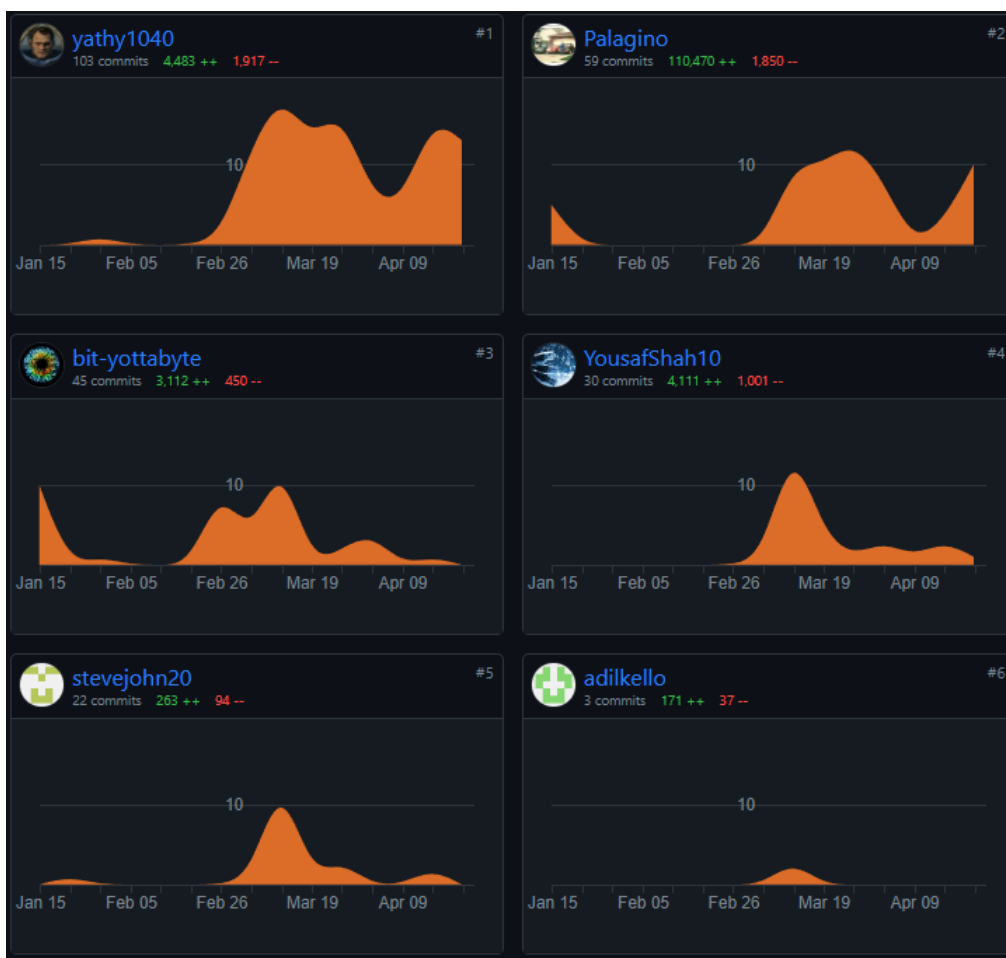 yathy1040 #1
103 commits 4,483 ++ 1,917 --
10
Jan 15 Feb 05 Feb 26 Mar 19 Apr 09
Palagino #2
59 commits 110,470 ++ 1,850 --
10
Jan 15 Feb 05 Feb 26 Mar 19 Apr 09
bit-yottabyte #3
45 commits 3,112 ++ 450 --
10
Jan 15 Feb 05 Feb 26 Mar 19 Apr 09
YousafShah10 #4
30 commits 4,111 ++ 1,001 --
10
Jan 15 Feb 05 Feb 26 Mar 19 Apr 09
stevejohn20 #5
22 commits 263 ++ 94 --
10
Jan 15 Feb 05 Feb 26 Mar 19 Apr 09
adilkello #6
3 commits 171 ++ 37 --
10
Jan 15 Feb 05 Feb 26 Mar 19 Apr 09